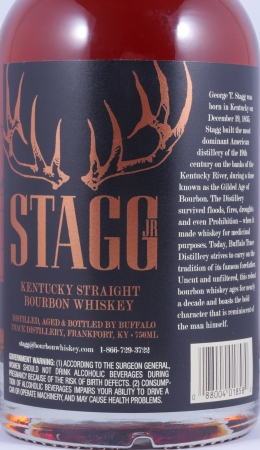 STAGG JR
KENTUCKY STRAIGHT
BOURBON WHISKEY
DISTILLED, AGED & BOTTLED BY BUFFALO
TRACE DISTILLERY, FRANKFORT, KY • 750ML
stagg@bourbonwhiskey.com 1-866-729-3722
GOVERNMENT WARNING: (1) ACCORDING TO THE SURGEON GENERAL,
WOMEN SHOULD NOT DRINK ALCOHOLIC BEVERAGES DURING
PREGNANCY BECAUSE OF THE RISK OF BIRTH DEFECTS. (2) CONSUMP-
TION OF ALCOHOLIC BEVERAGES IMPAIRS YOUR ABILITY TO DRIVE A
CAR OR OPERATE MACHINERY, AND MAY CAUSE HEALTH PROBLEMS.
George T. Stagg was
born in Kentucky on
December 19, 1835
Stagg built the most
dominant American
distillery of the 19th
century on the banks of the
Kentucky River, during a time
known as the Gilded Age of
Bourbon. The Distillery
survived floods, fires, droughts
and even Prohibition – when it
made whiskey for medicinal
purposes. Today, Buffalo Trace
Distillery strives to carry on the
tradition of its famous forefather.
Uncut and unfiltered, this robust
bourbon whiskey ages for nearly
a decade and boasts the bold
character that is reminiscent of
the man himself.
0 88004 01858